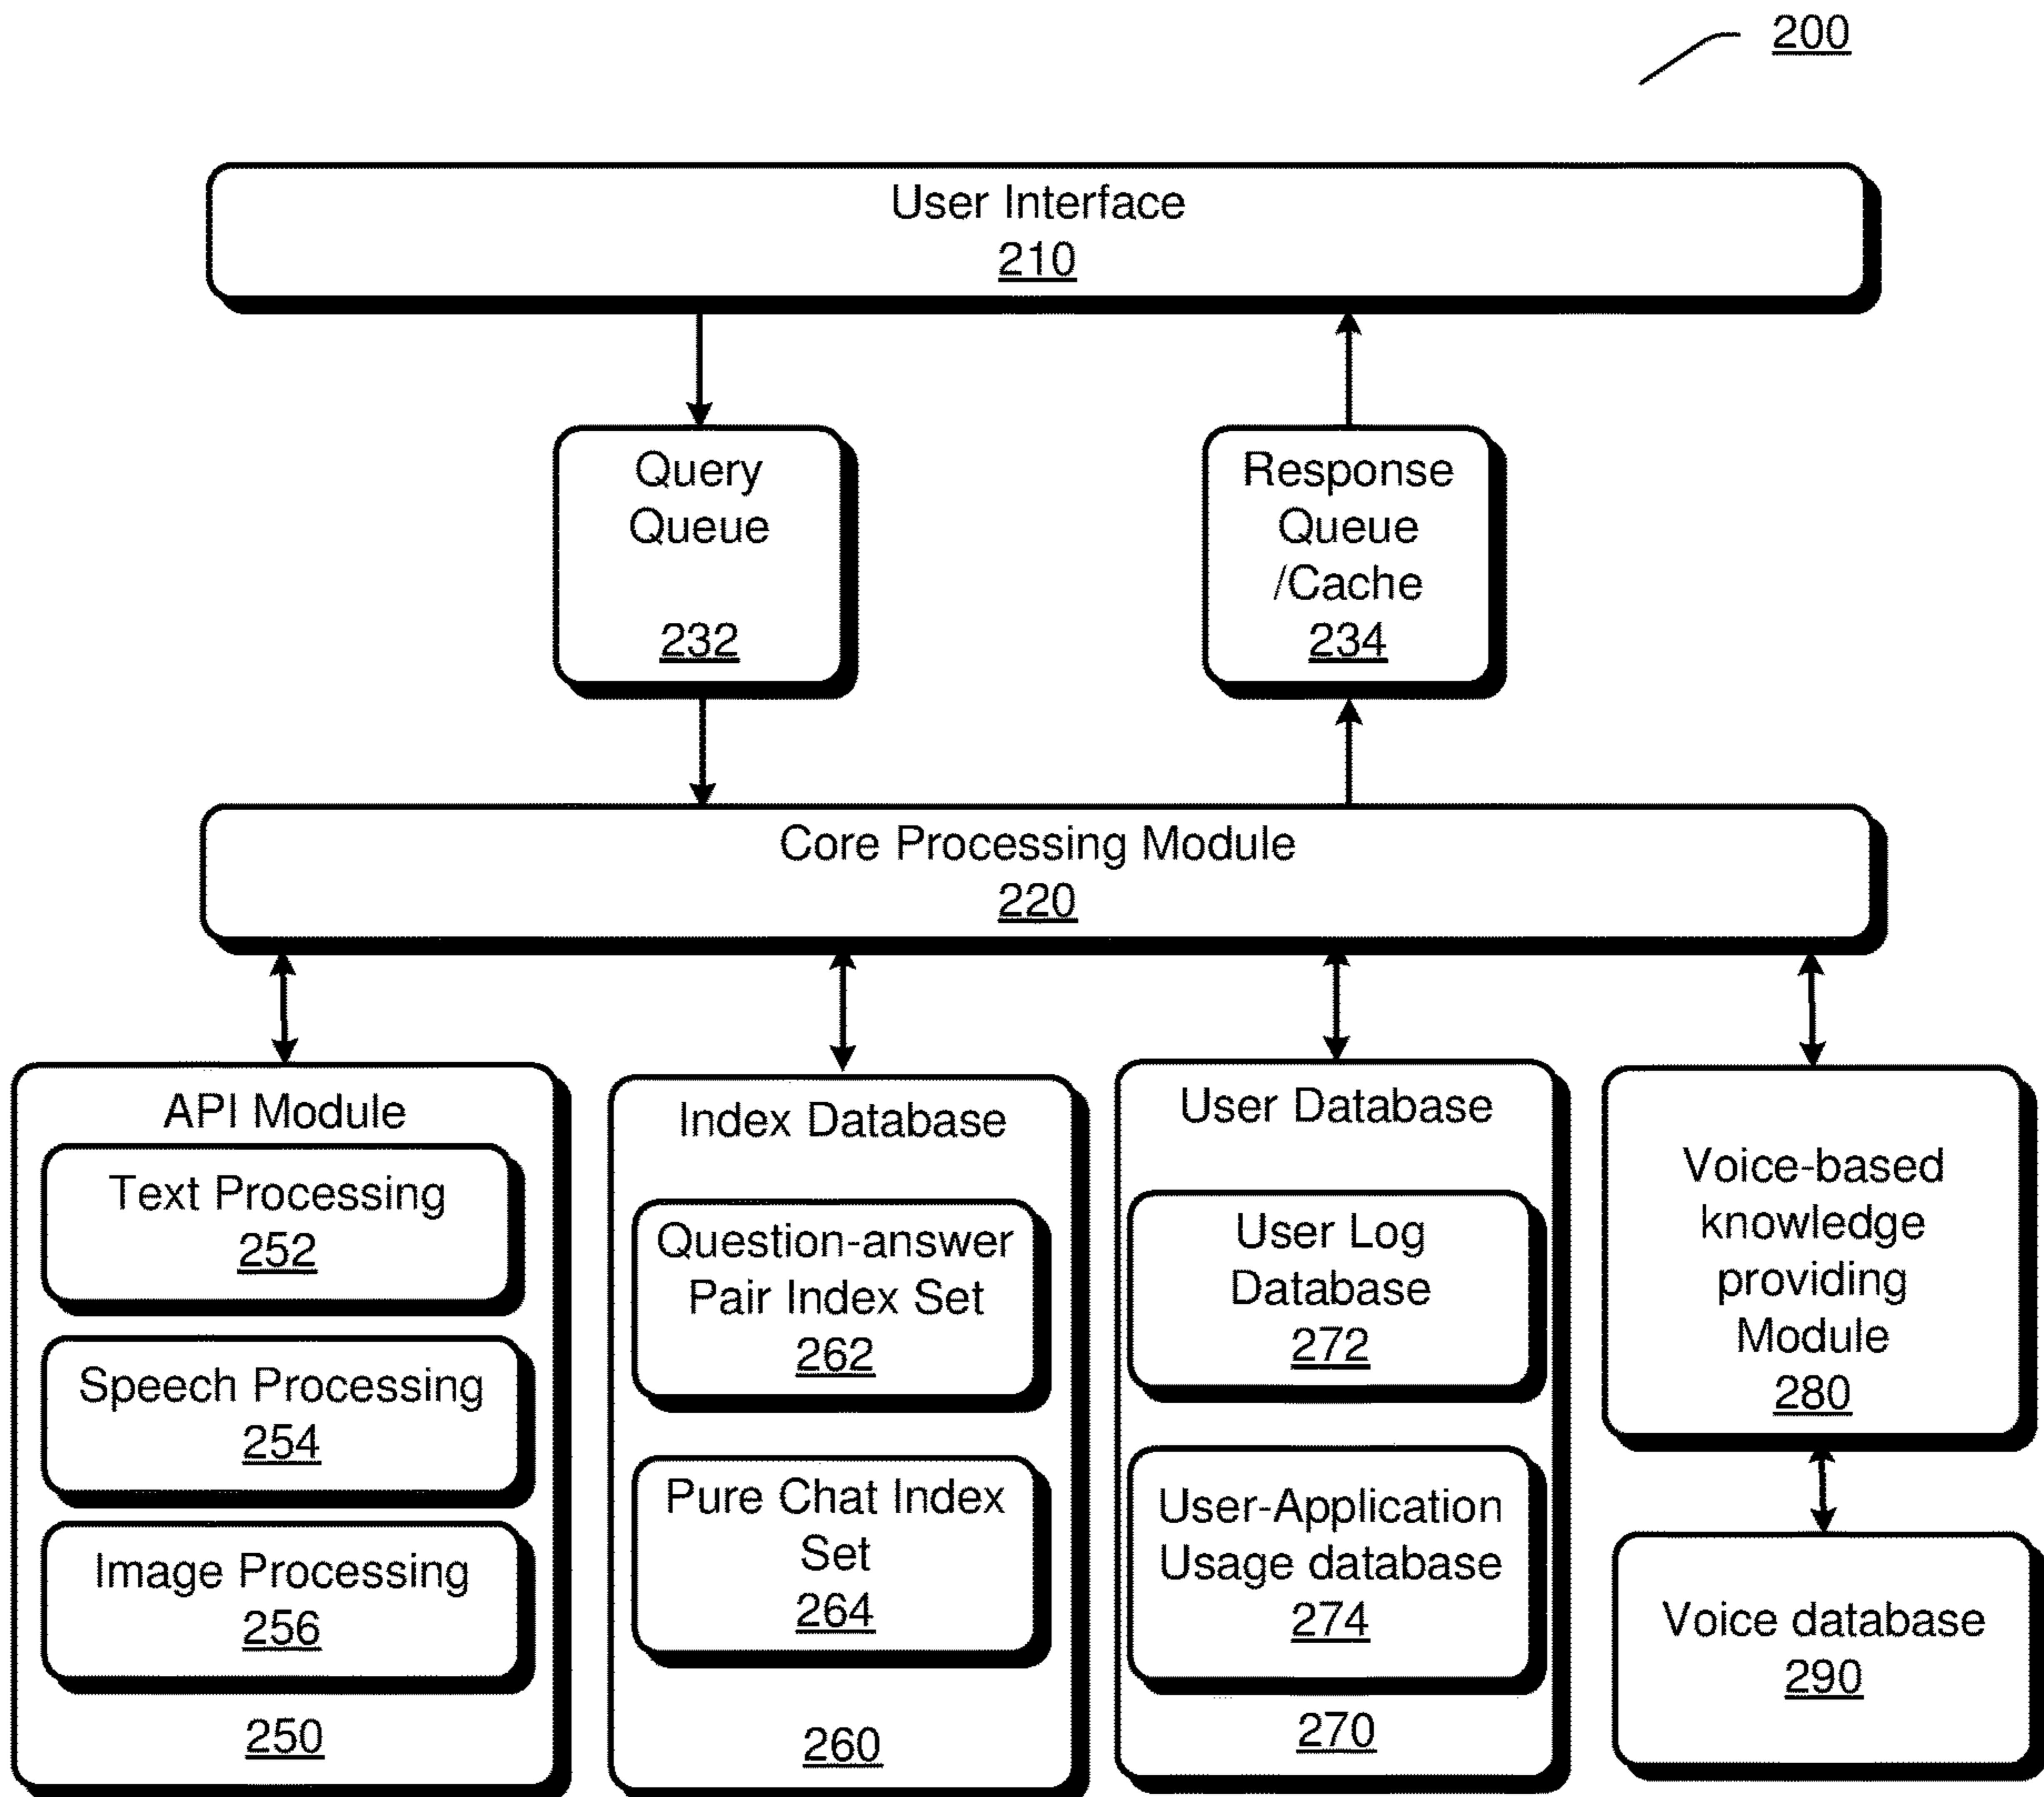 200
User Interface
210
Query
Queue
232
Response
Queue
/Cache
234
Core Processing Module
220
API Module
Text Processing
252
Speech Processing
254
Image Processing
256
250
Index Database
Question-answer
Pair Index Set
262
Pure Chat Index
Set
264
260
User Database
User Log
Database
272
User-Application
Usage database
274
270
Voice-based
knowledge
providing
Module
280
Voice database
290